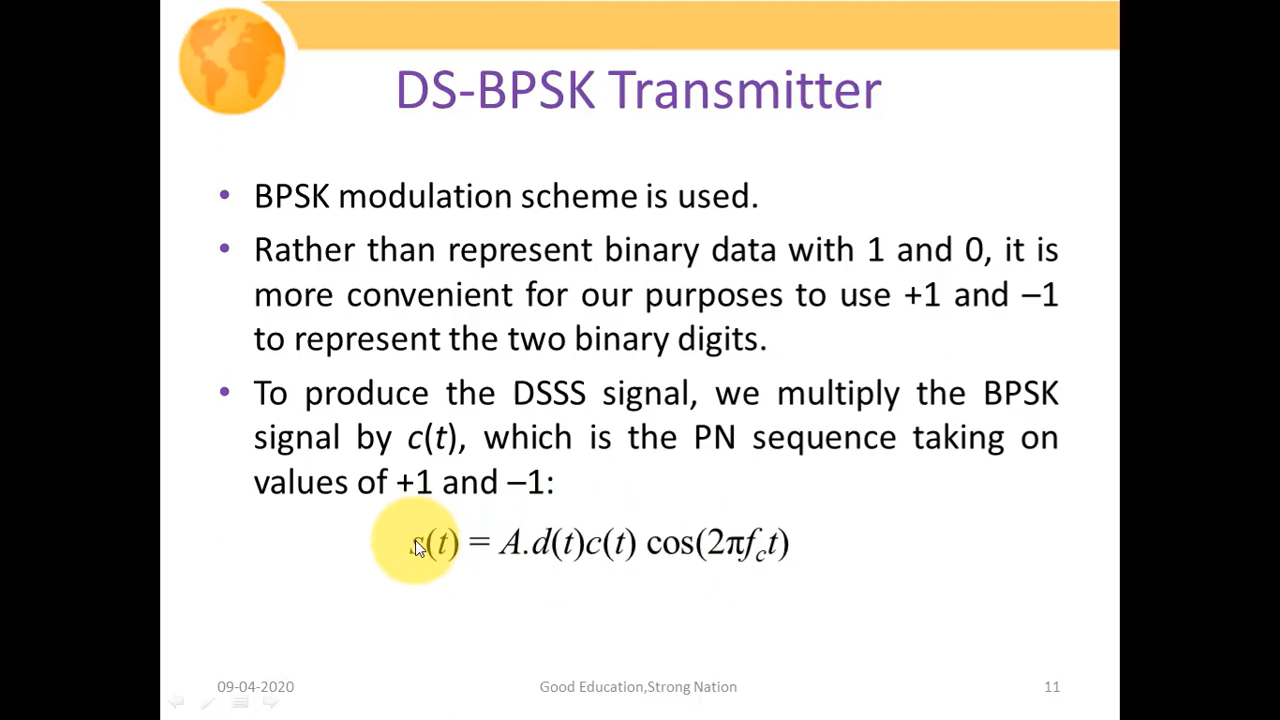 DS-BPSK Transmitter
• BPSK modulation scheme is used.
• Rather than represent binary data with 1 and 0, it is
more convenient for our purposes to use +1 and –1
to represent the two binary digits.
• To produce the DSSS signal, we multiply the BPSK
signal by c(t), which is the PN sequence taking on
values of +1 and –1:
s(t) = A.d(t)c(t) cos(2πf_ct)
09-04-2020 Good Education,Strong Nation 11